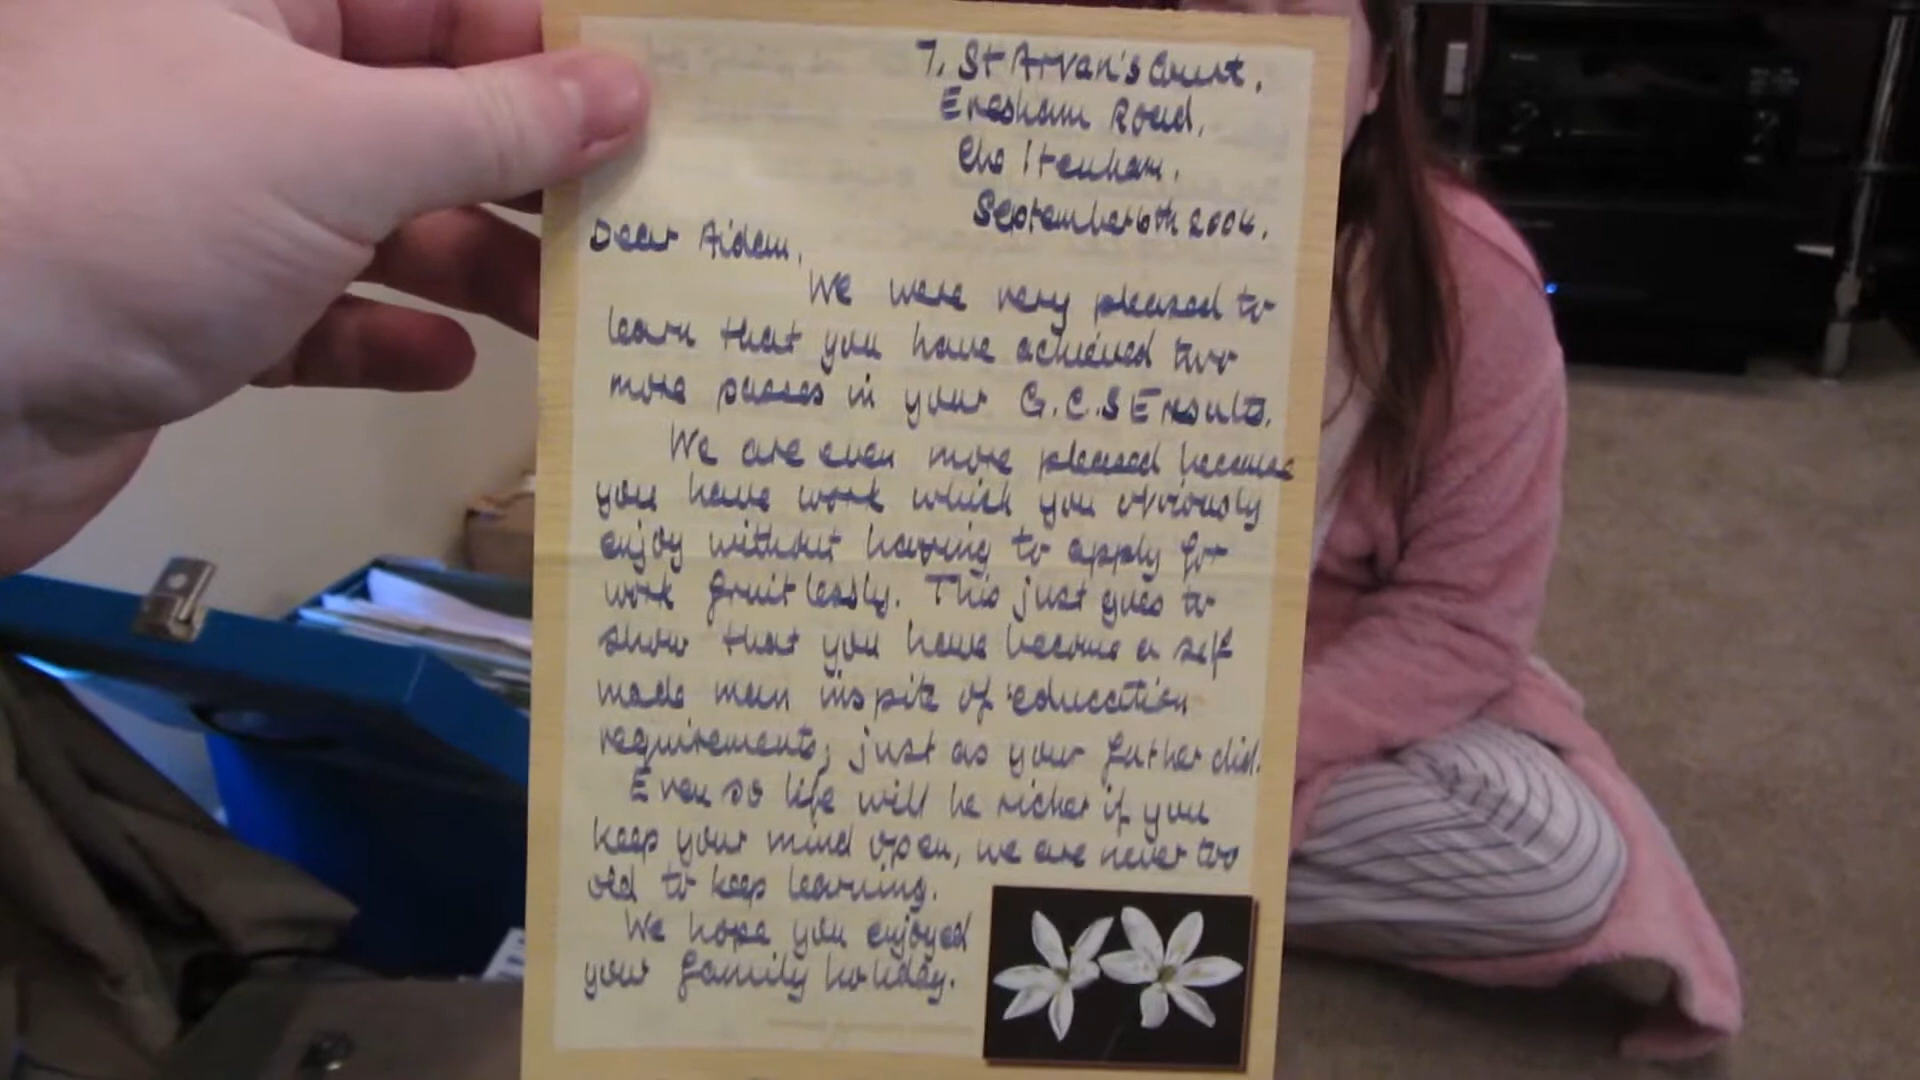 7, St Arvan's Court,
Evesham Road,
Cheltenham.
September 6th 2004.
Dear Aidan,
We were very pleased to
learn that you have achieved two
more passes in your G.C.S E results.
We are even more pleased because
you have work which you obviously
enjoy without having to apply for
work fruitlessly. This just goes to
show that you have become a self
made man inspite of education
requirements, just as your father did.
Even so life will be richer if you
keep your mind open, we are never too
old to keep learning.
We hope you enjoyed
your family holiday.